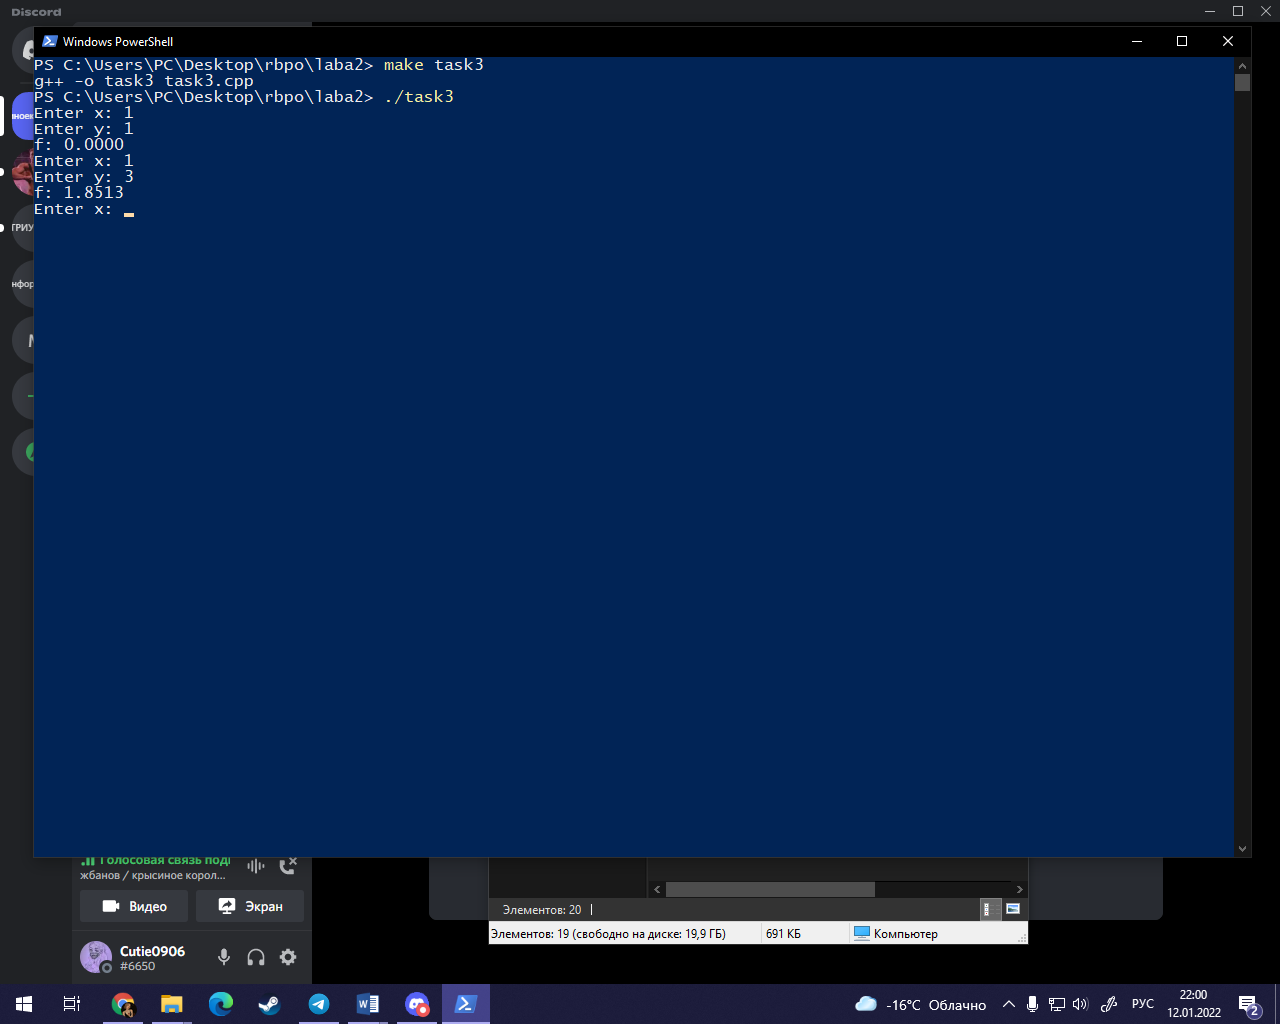 Discord
Windows PowerShell
PS C:\Users\PC\Desktop\rbpo\laba2> make task3
g++ -o task3 task3.cpp
PS C:\Users\PC\Desktop\rbpo\laba2> ./task3
Enter x: 1
Enter y: 1
f: 0.0000
Enter x: 1
Enter y: 3
f: 1.8513
Enter x:
Голосовая связь под
жбанов / крысиное корол...
Видео
Экран
Cutie0906
#6650
Элементов: 20
Элементов: 19 (свободно на диске: 19,9 ГБ)
691 КБ
Компьютер
-16°C Облачно
РУС
22:00
12.01.2022
2